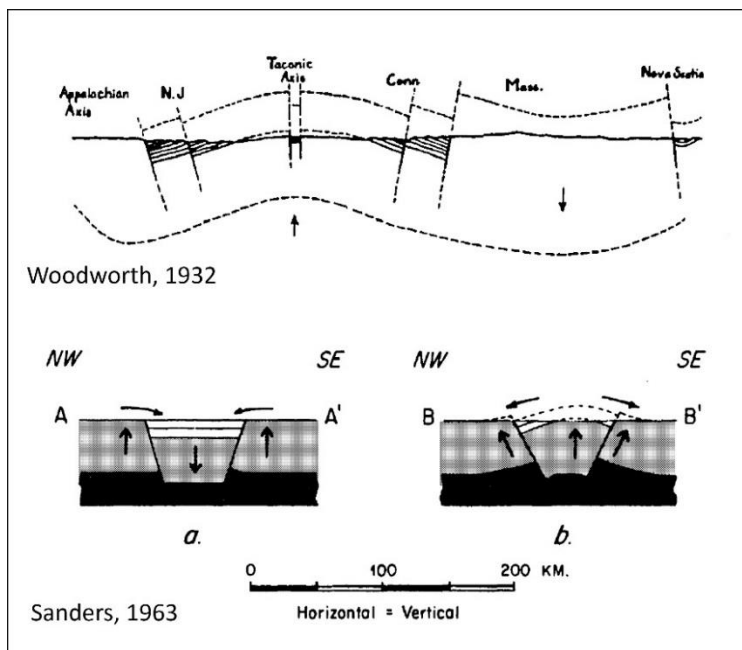 Appalachian
Axis
N.J
Taconic
Axis
Conn
Mass.
Nova Scotia
Woodworth, 1932
NW
SE
NW
SE
A
A'
B
B'
a.
b.
0
100
200 KM.
Horizontal = Vertical
Sanders, 1963